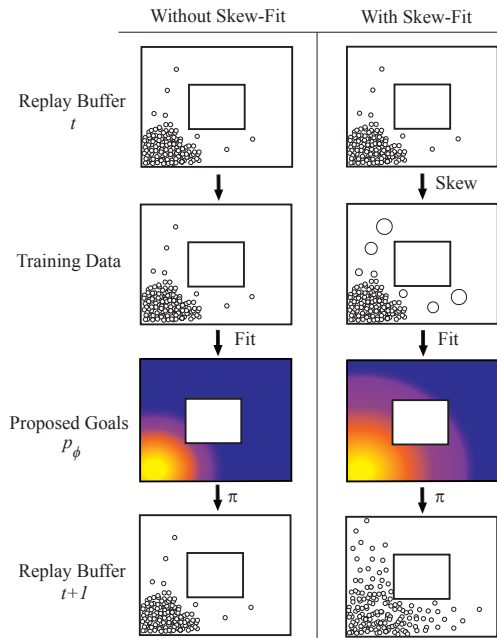 Without Skew-Fit
With Skew-Fit
Replay Buffer
t
Skew
Training Data
Fit
Fit
Proposed Goals
pϕ
π
π
Replay Buffer
t+1